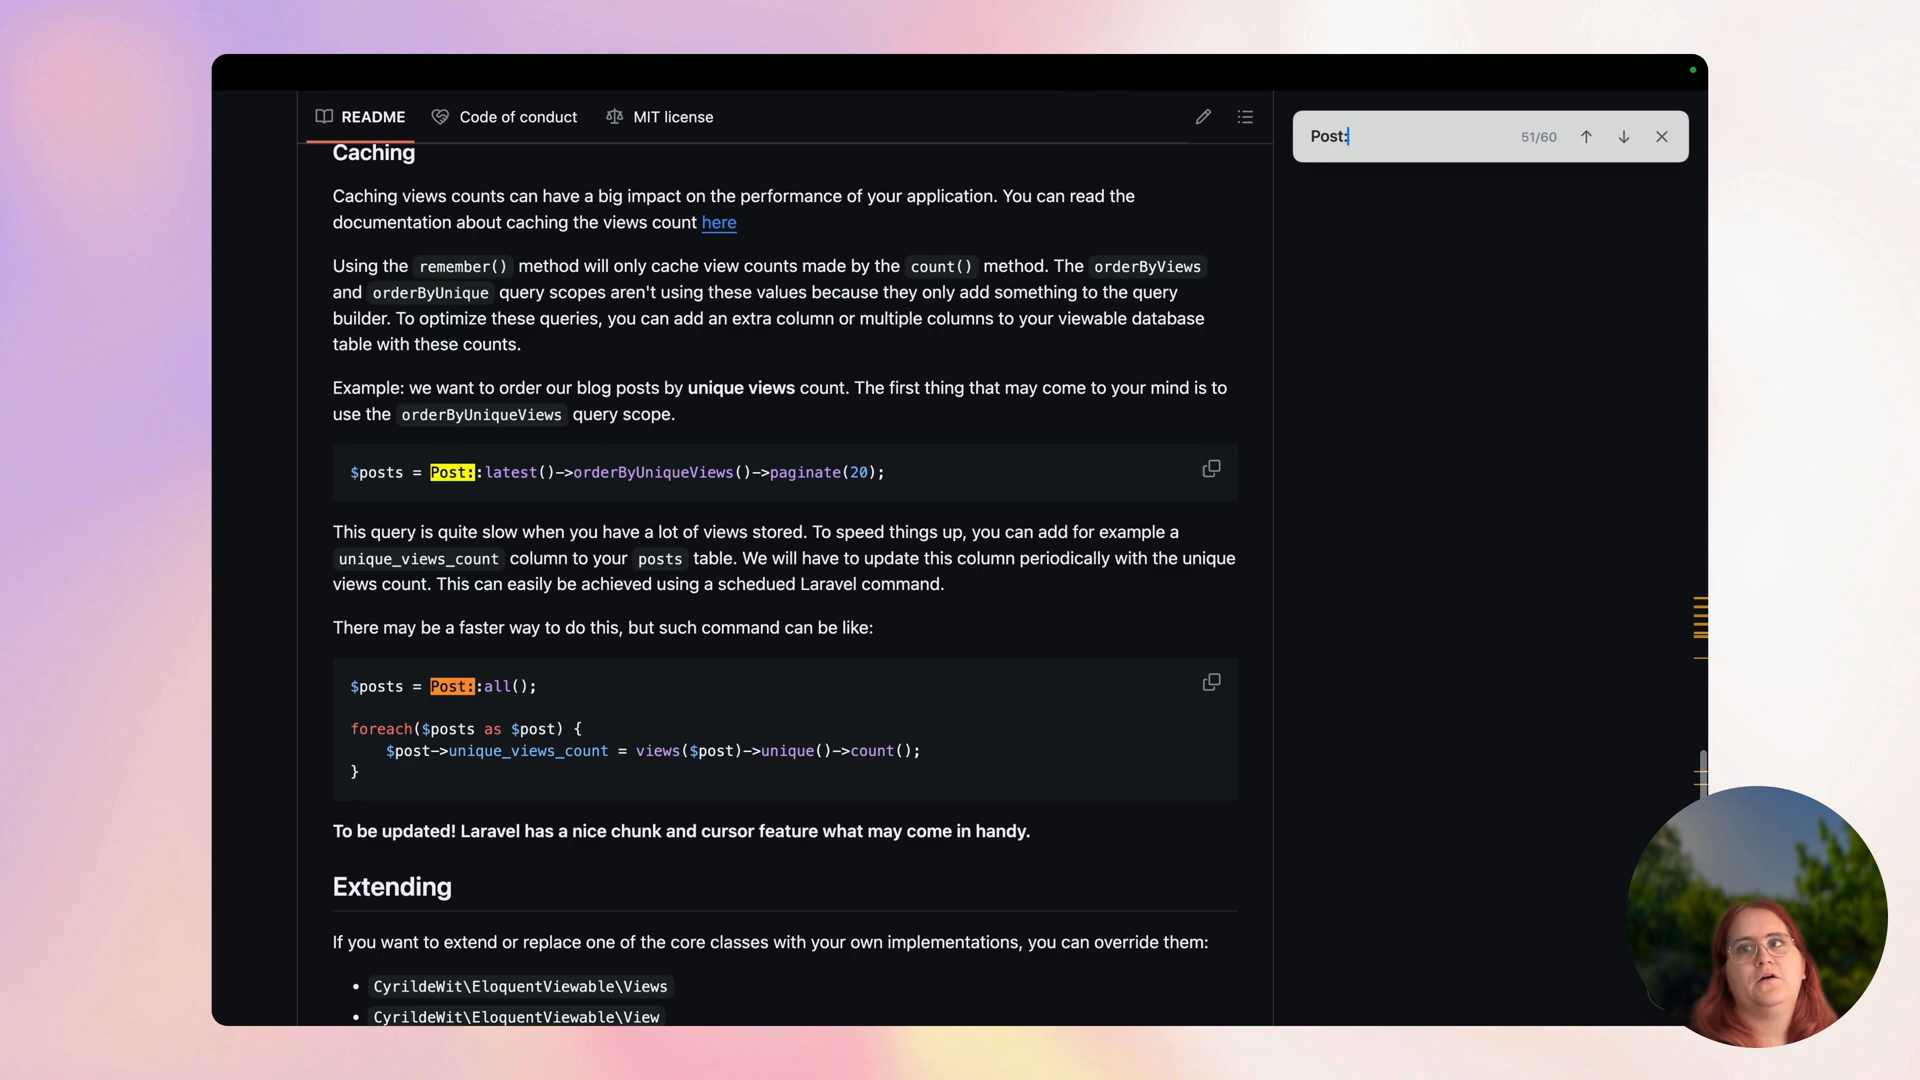 README
Code of conduct
MIT license
Post:
51/60
Caching
Caching views counts can have a big impact on the performance of your application. You can read the
documentation about caching the views count here
Using the remember() method will only cache view counts made by the count() method. The orderByViews
and orderByUnique query scopes aren't using these values because they only add something to the query
builder. To optimize these queries, you can add an extra column or multiple columns to your viewable database
table with these counts.
Example: we want to order our blog posts by unique views count. The first thing that may come to your mind is to
use the orderByUniqueViews query scope.
$posts = Post::latest()->orderByUniqueViews()->paginate(20);
This query is quite slow when you have a lot of views stored. To speed things up, you can add for example a
unique_views_count column to your posts table. We will have to update this column periodically with the unique
views count. This can easily be achieved using a schedued Laravel command.
There may be a faster way to do this, but such command can be like:
$posts = Post::all();
foreach($posts as $post) {
    $post->unique_views_count = views($post)->unique()->count();
}
To be updated! Laravel has a nice chunk and cursor feature what may come in handy.
Extending
If you want to extend or replace one of the core classes with your own implementations, you can override them:
• CyrildeWit\EloquentViewable\Views
• CyrildeWit\EloquentViewable\View